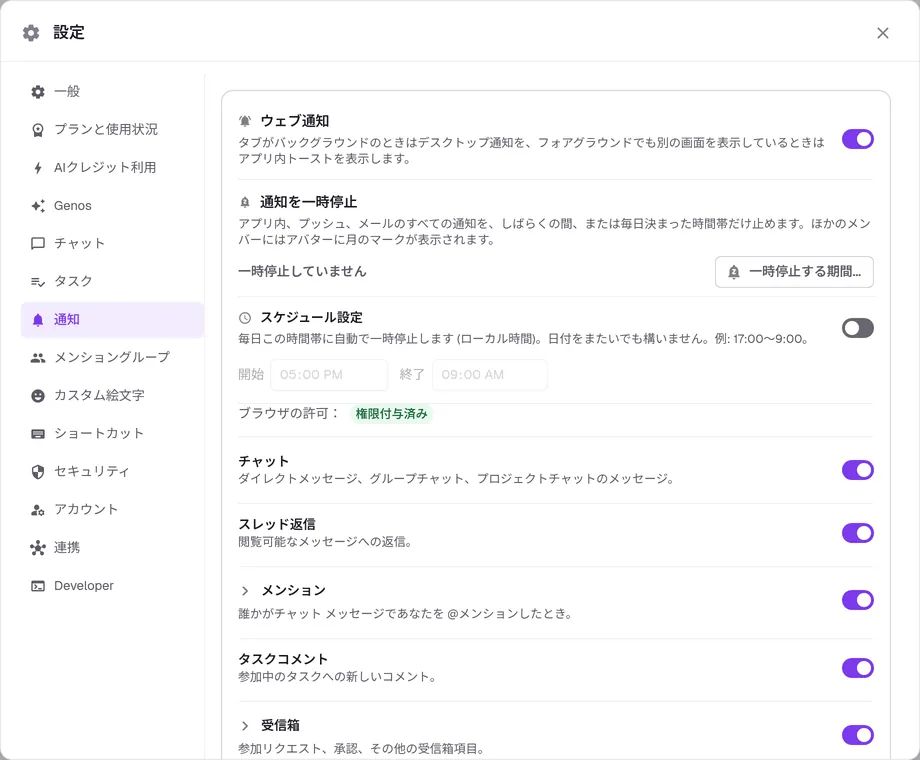 設定
一般
プランと使用状況
AIクレジット利用
Genos
チャット
タスク
通知
メンショングループ
カスタム絵文字
ショートカット
セキュリティ
アカウント
連携
Developer
ウェブ通知
タブがバックグラウンドのときはデスクトップ通知を、フォアグラウンドでも別の画面を表示しているときは
アプリ内トーストを表示します。
通知を一時停止
アプリ内、プッシュ、メールのすべての通知を、しばらくの間、または毎日決まった時間帯だけ止めます。ほかのメン
バーにはアバターに月のマークが表示されます。
一時停止していません
一時停止する期間...
スケジュール設定
毎日この時間帯に自動で一時停止します (ローカル時間)。日付をまたいでも構いません。例: 17:00〜9:00。
開始 05:00 PM 終了 09:00 AM
ブラウザの許可： 権限付与済み
チャット
ダイレクトメッセージ、グループチャット、プロジェクトチャットのメッセージ。
スレッド返信
閲覧可能なメッセージへの返信。
メンション
誰かがチャット メッセージであなたを @メンションしたとき。
タスクコメント
参加中のタスクへの新しいコメント。
受信箱
参加リクエスト、承認、その他の受信箱項目。